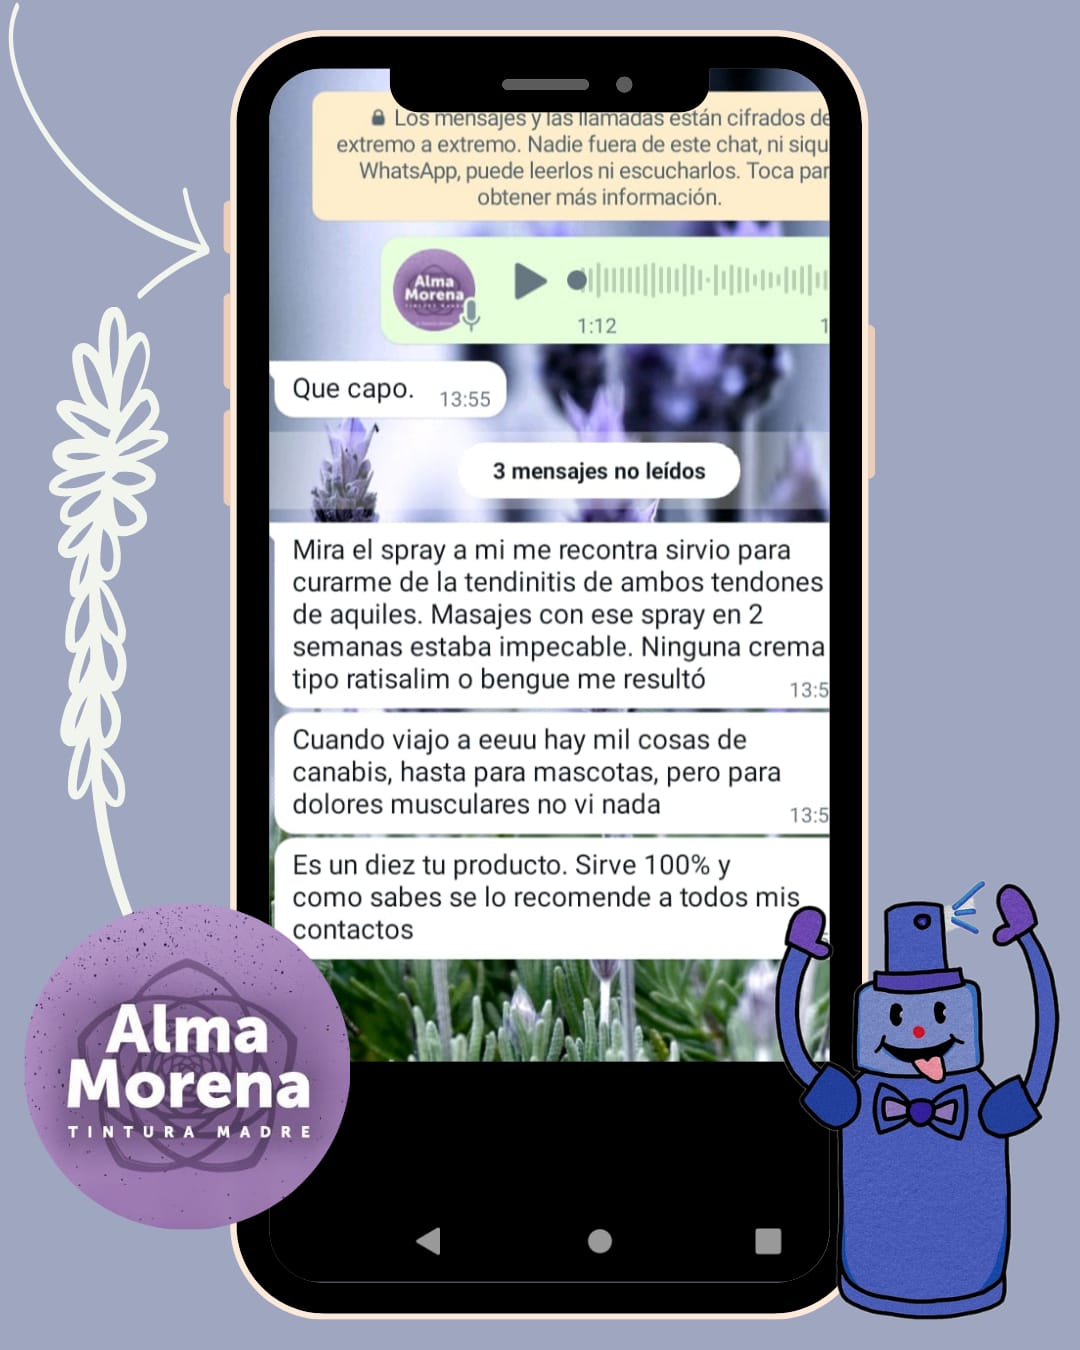 Los mensajes y las llamadas están cifrados de
extremo a extremo. Nadie fuera de este chat, ni siqu
WhatsApp, puede leerlos ni escucharlos. Toca par
obtener más información.
Alma
Morena
1:12
1
Que capo. 13:55
3 mensajes no leídos
Mira el spray a mi me recontra sirvio para
curarme de la tendinitis de ambos tendones
de aquiles. Masajes con ese spray en 2
semanas estaba impecable. Ninguna crema
tipo ratisalim o bengue me resultó
13:5
Cuando viajo a eeuu hay mil cosas de
canabis, hasta para mascotas, pero para
dolores musculares no vi nada
13:5
Es un diez tu producto. Sirve 100% y
como sabes se lo recomende a todos mis
contactos
Alma
Morena
TINTURA MADRE